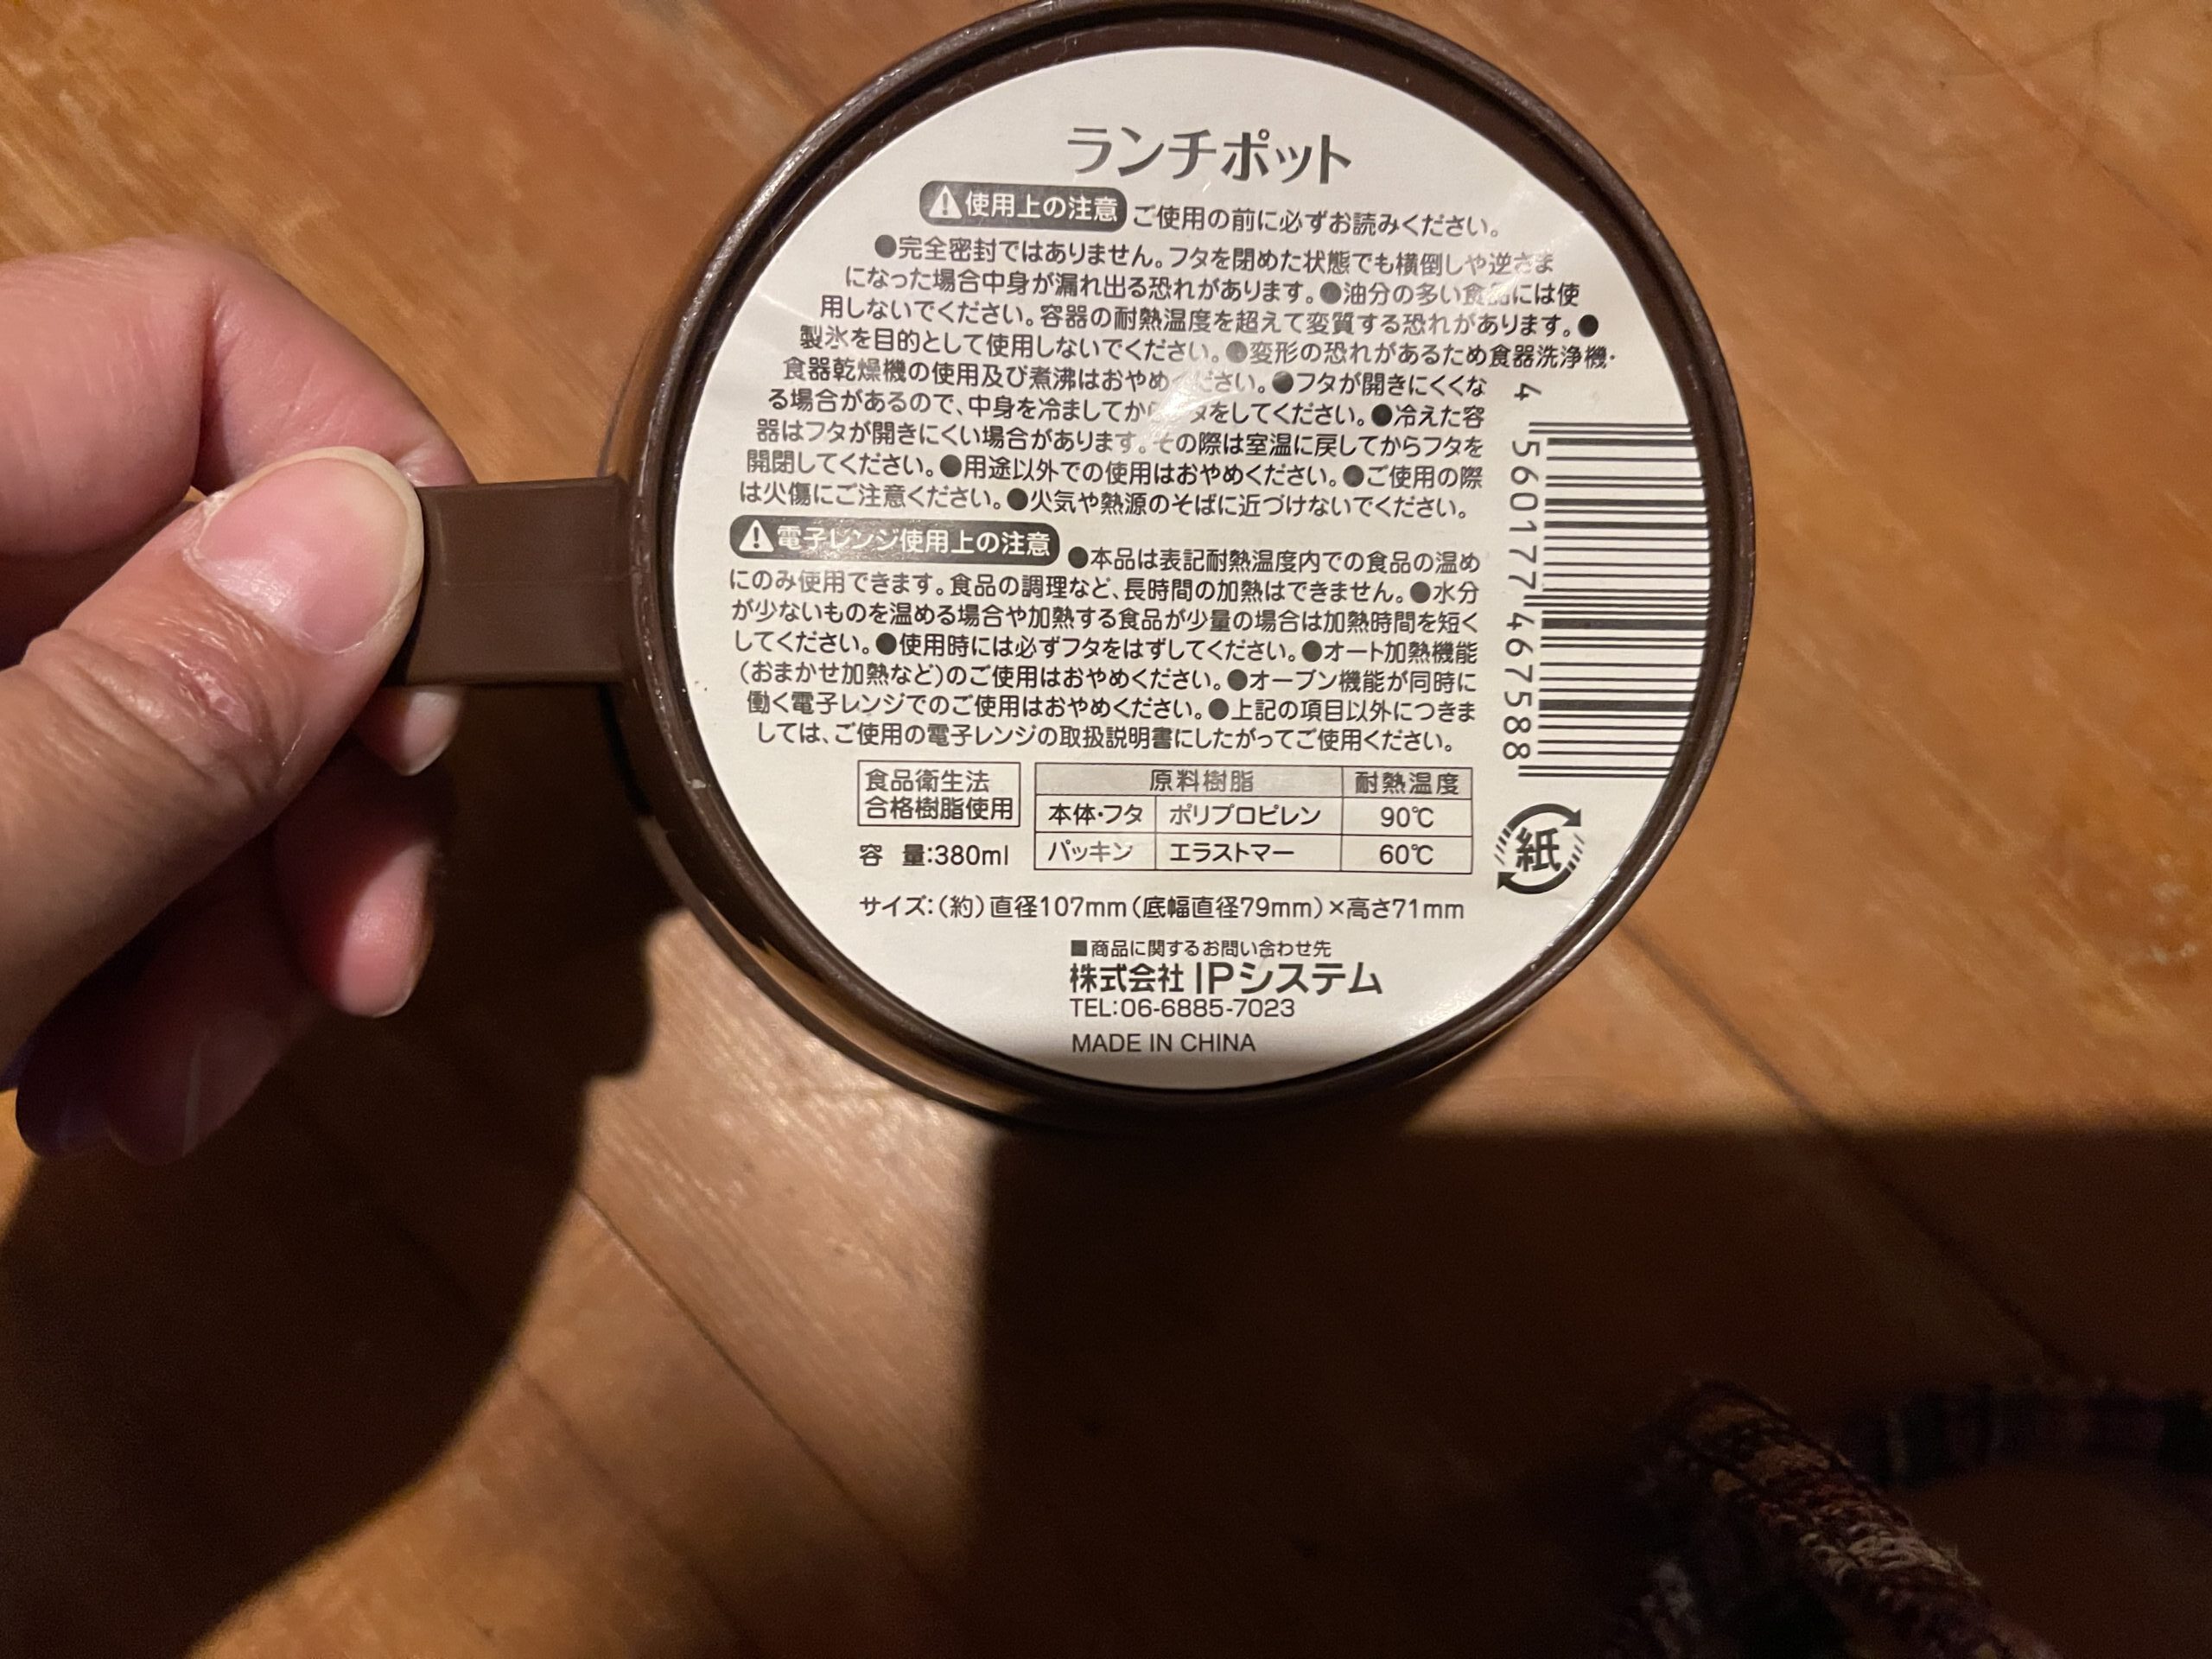 ランチポット
使用上の注意 ご使用の前に必ずお読みください。
●完全密封ではありません。フタを閉めた状態でも横倒しや逆さま
になった場合中身が漏れ出る恐れがあります。●油分の多い食品には使
用しないでください。容器の耐熱温度を超えて変質する恐れがあります。●
製氷を目的として使用しないでください。●変形の恐れがあるため食器洗浄機・
食器乾燥機の使用及び煮沸はおやめください。●フタが開きにくくな
る場合があるので、中身を冷ましてからフタをしてください。●冷えた容
器はフタが開きにくい場合があります。その際は室温に戻してからフタを
開閉してください。●用途以外での使用はおやめください。●ご使用の際
は火傷にご注意ください。●火気や熱源のそばに近づけないでください。
電子レンジ使用上の注意 ●本品は表記耐熱温度内での食品の温め
にのみ使用できます。食品の調理など、長時間の加熱はできません。●水分
が少ないものを温める場合や加熱する食品が少量の場合は加熱時間を短く
してください。●使用時には必ずフタをはずしてください。●オート加熱機能
(おまかせ加熱など)のご使用はおやめください。●オーブン機能が同時に
働く電子レンジでのご使用はおやめください。●上記の項目以外につきま
しては、ご使用の電子レンジの取扱説明書にしたがってご使用ください。
食品衛生法
合格樹脂使用
容 量:380ml
原料樹脂 耐熱温度
本体・フタ ポリプロピレン 90℃
パッキン エラストマー 60℃
サイズ:(約)直径107mm(底幅直径79mm)×高さ71mm
■商品に関するお問い合わせ先
株式会社 IPシステム
TEL:06-6885-7023
MADE IN CHINA
4 560177 467588
紙